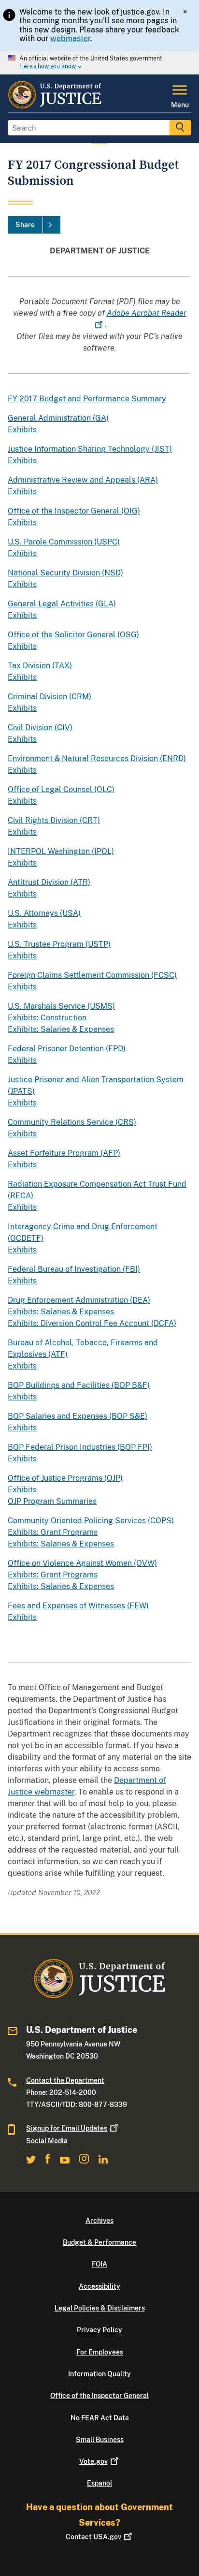 Welcome to the new look of justice.gov. In
the coming months you'll see more pages in
this new design. Please share your feedback
with our webmaster.
×
An official website of the United States government
Here's how you know
U.S. Department of
JUSTICE
Menu
Search
FY 2017 Congressional Budget
Submission
Share
DEPARTMENT OF JUSTICE
Portable Document Format (PDF) files may be
viewed with a free copy of Adobe Acrobat Reader
.
Other files may be viewed with your PC's native
software.
FY 2017 Budget and Performance Summary
General Administration (GA)
Exhibits
Justice Information Sharing Technology (JIST)
Exhibits
Administrative Review and Appeals (ARA)
Exhibits
Office of the Inspector General (OIG)
Exhibits
U.S. Parole Commission (USPC)
Exhibits
National Security Division (NSD)
Exhibits
General Legal Activities (GLA)
Exhibits
Office of the Solicitor General (OSG)
Exhibits
Tax Division (TAX)
Exhibits
Criminal Division (CRM)
Exhibits
Civil Division (CIV)
Exhibits
Environment & Natural Resources Division (ENRD)
Exhibits
Office of Legal Counsel (OLC)
Exhibits
Civil Rights Division (CRT)
Exhibits
INTERPOL Washington (IPOL)
Exhibits
Antitrust Division (ATR)
Exhibits
U.S. Attorneys (USA)
Exhibits
U.S. Trustee Program (USTP)
Exhibits
Foreign Claims Settlement Commission (FCSC)
Exhibits
U.S. Marshals Service (USMS)
Exhibits: Construction
Exhibits: Salaries & Expenses
Federal Prisoner Detention (FPD)
Exhibits
Justice Prisoner and Alien Transportation System
(JPATS)
Exhibits
Community Relations Service (CRS)
Exhibits
Asset Forfeiture Program (AFP)
Exhibits
Radiation Exposure Compensation Act Trust Fund
(RECA)
Exhibits
Interagency Crime and Drug Enforcement
(OCDETF)
Exhibits
Federal Bureau of Investigation (FBI)
Exhibits
Drug Enforcement Administration (DEA)
Exhibits: Salaries & Expenses
Exhibits: Diversion Control Fee Account (DCFA)
Bureau of Alcohol, Tobacco, Firearms and
Explosives (ATF)
Exhibits
BOP Buildings and Facilities (BOP B&F)
Exhibits
BOP Salaries and Expenses (BOP S&E)
Exhibits
BOP Federal Prison Industries (BOP FPI)
Exhibits
Office of Justice Programs (OJP)
Exhibits
OJP Program Summaries
Community Oriented Policing Services (COPS)
Exhibits: Grant Programs
Exhibits: Salaries & Expenses
Office on Violence Against Women (OVW)
Exhibits: Grant Programs
Exhibits: Salaries & Expenses
Fees and Expenses of Witnesses (FEW)
Exhibits
To meet Office of Management and Budget
requirements, the Department of Justice has
posted the Department's Congressional Budget
Justifications in their original formats. The
Department recognizes that these documents may
not be accessible to all users. If you have a
disability and the format of any material on the site
interferes with your ability to access some
information, please email the Department of
Justice webmaster. To enable us to respond in a
manner that will be of most help to you, please
indicate the nature of the accessibility problem,
your preferred format (electronic format (ASCII,
etc.), standard print, large print, etc.), the web
address of the requested material, and your full
contact information, so we can reach you if
questions arise while fulfilling your request.
Updated November 10, 2022
U.S. Department of
JUSTICE
U.S. Department of Justice
950 Pennsylvania Avenue NW
Washington DC 20530
Contact the Department
Phone: 202-514-2000
TTY/ASCII/TDD: 800-877-8339
Signup for Email Updates
Social Media
Archives
Budget & Performance
FOIA
Accessibility
Legal Policies & Disclaimers
Privacy Policy
For Employees
Information Quality
Office of the Inspector General
No FEAR Act Data
Small Business
Vote.gov
Español
Have a question about Government
Services?
Contact USA.gov